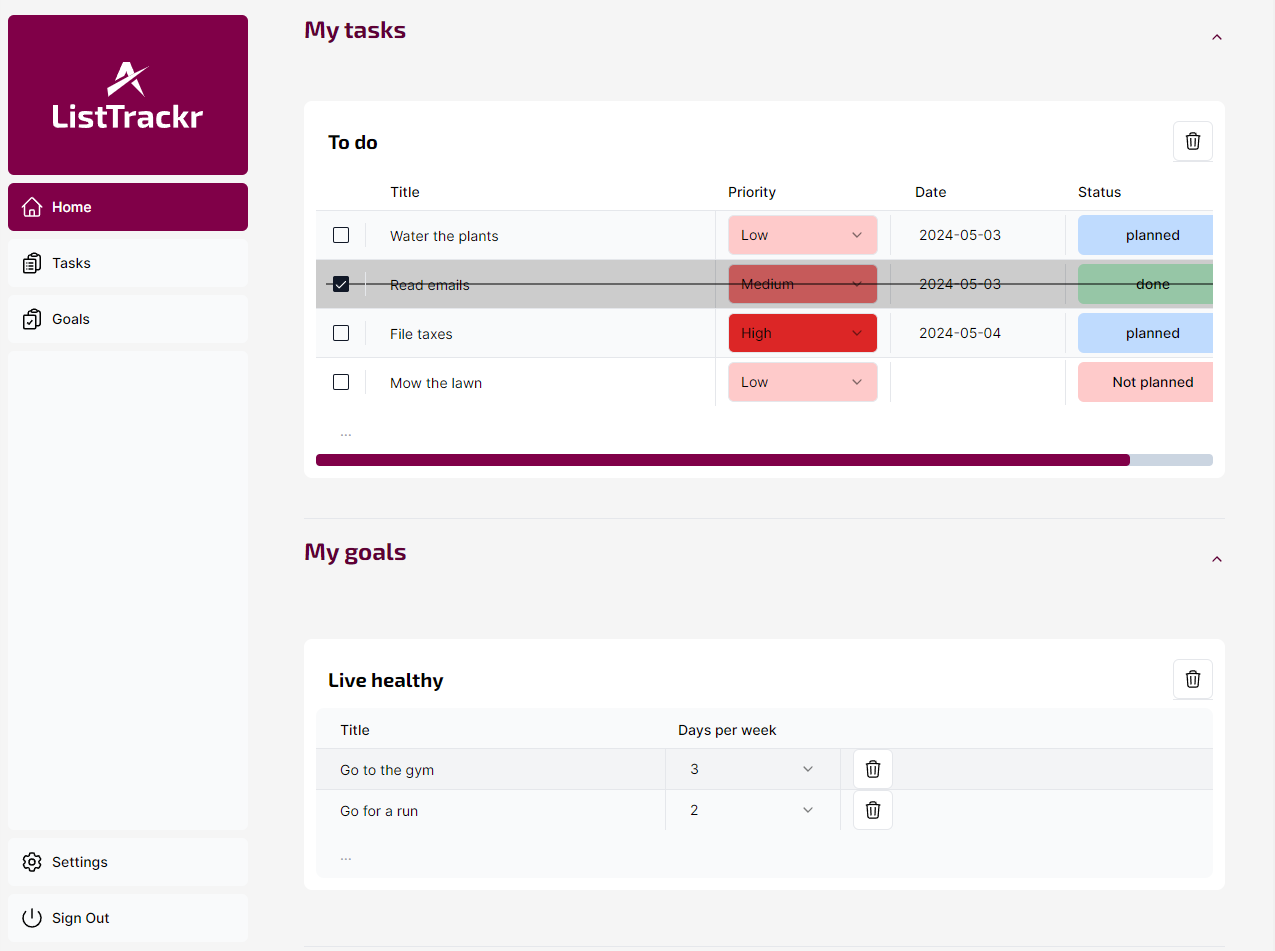 ListTrackr
Home
Tasks
Goals
Settings
Sign Out
My tasks
To do
Title Priority Date Status
Water the plants Low 2024-05-03 planned
Read emails Medium 2024-05-03 done
File taxes High 2024-05-04 planned
Mow the lawn Low Not planned
...
My goals
Live healthy
Title Days per week
Go to the gym 3
Go for a run 2
...